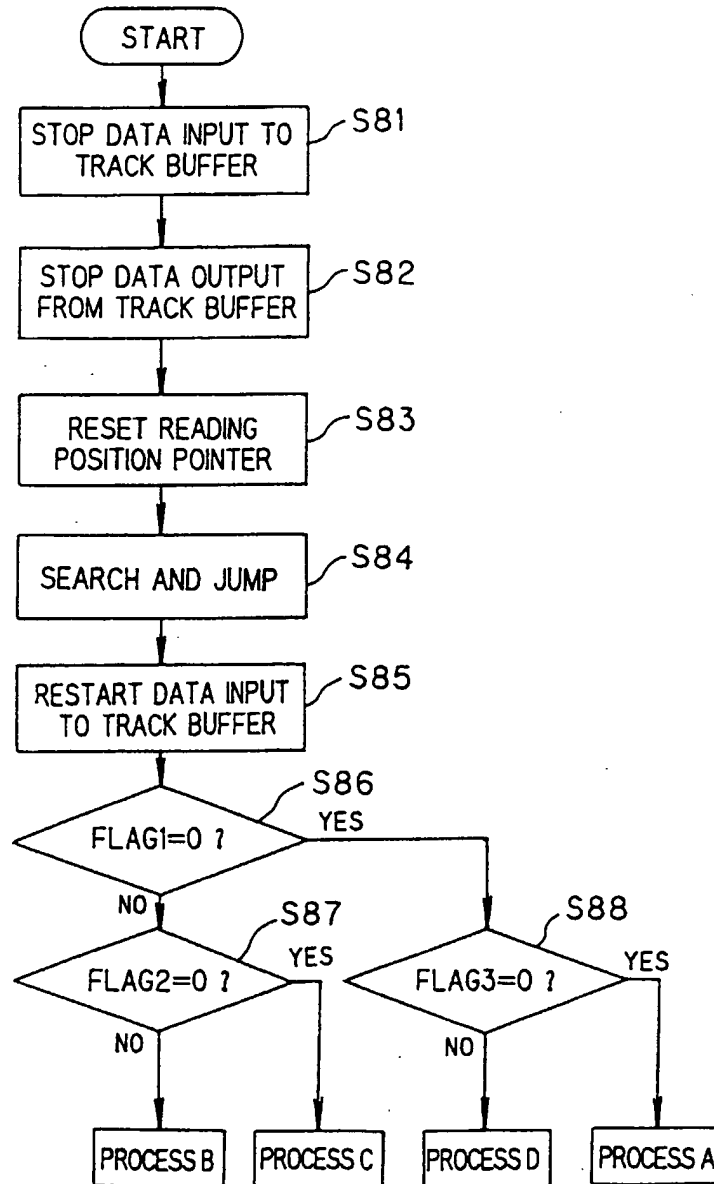 START
STOP DATA INPUT TO
TRACK BUFFER
S81
STOP DATA OUTPUT
FROM TRACK BUFFER
S82
RESET READING
POSITION POINTER
S83
SEARCH AND JUMP
S84
RESTART DATA INPUT
TO TRACK BUFFER
S85
S86
FLAG1=0 ?
YES
NO
S87
FLAG2=0 ?
YES
NO
S88
FLAG3=0 ?
YES
NO
PROCESS B
PROCESS C
PROCESS D
PROCESS A